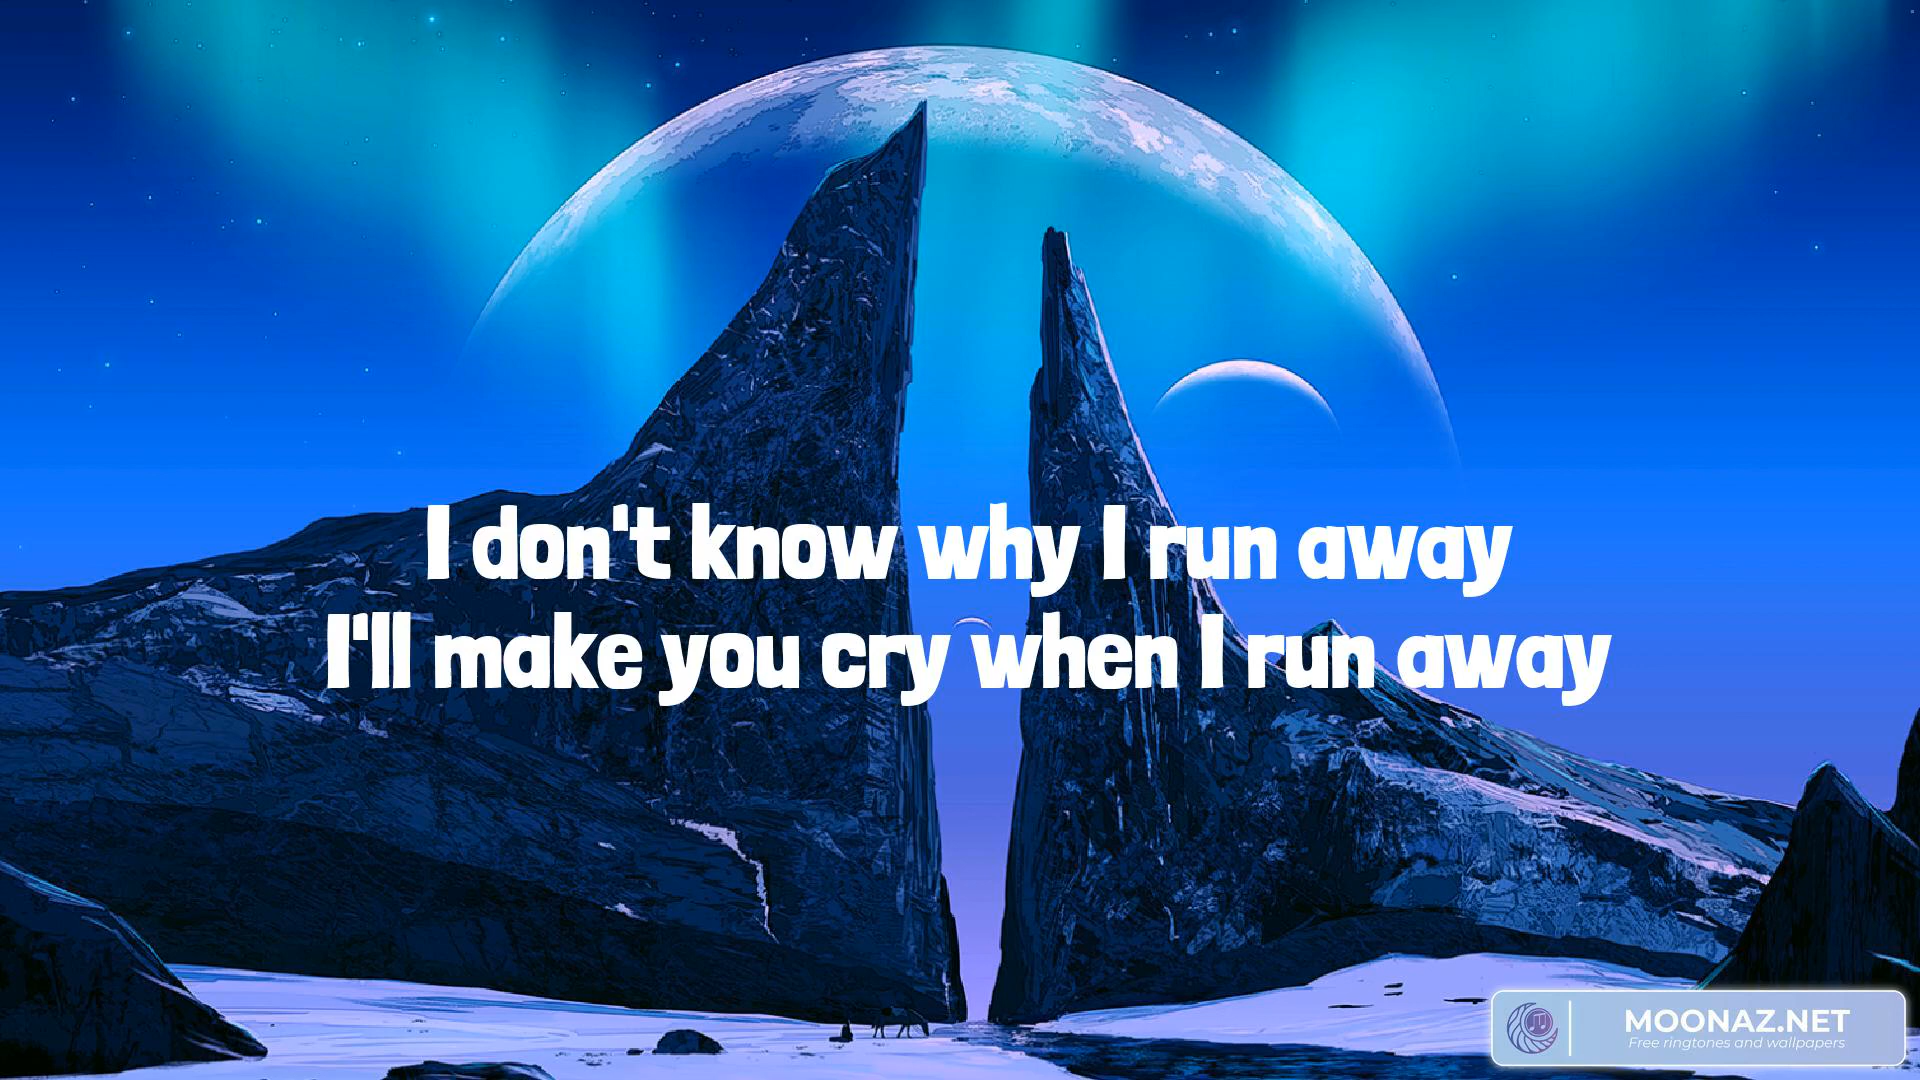 I don't know why I run away
I'll make you cry when I run away
MOONAZ.NET
Free ringtones and wallpapers